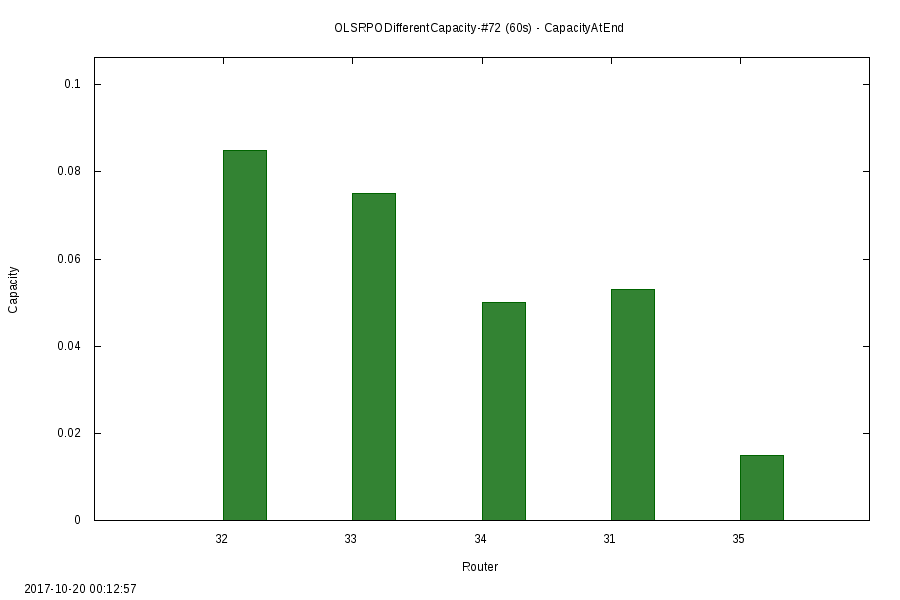 OLSRPODifferentCapacity-#72 (60s) - CapacityAtEnd
0.1
0.08
0.06
0.04
0.02
0
Capacity
32 33 34 31 35
Router
2017-10-20 00:12:57